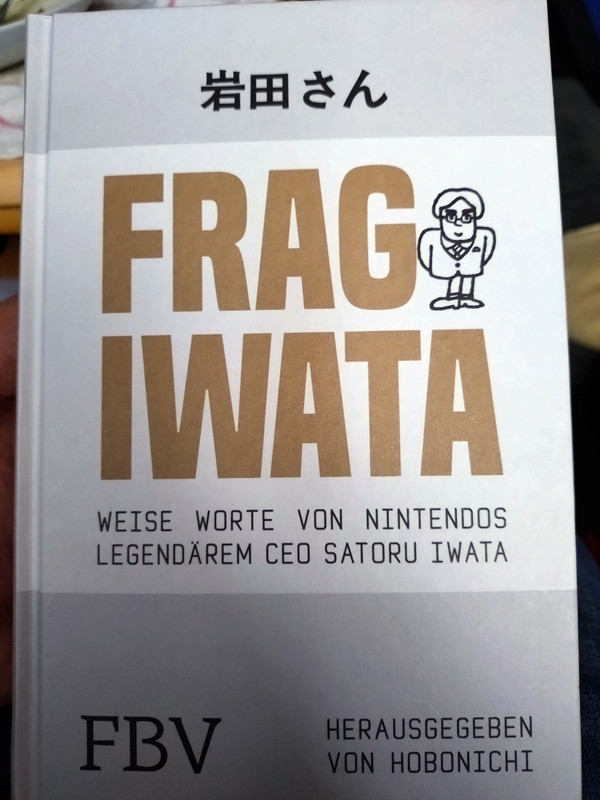 岩田さん
FRAG
IWATA
WEISE WORTE VON NINTENDOS
LEGENDÄREM CEO SATORU IWATA
FBV
HERAUSGEGEBEN
VON HOBONICHI